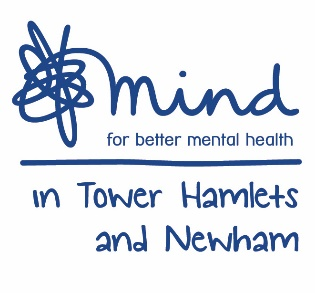 mind
for better mental health
in Tower Hamlets
and Newham